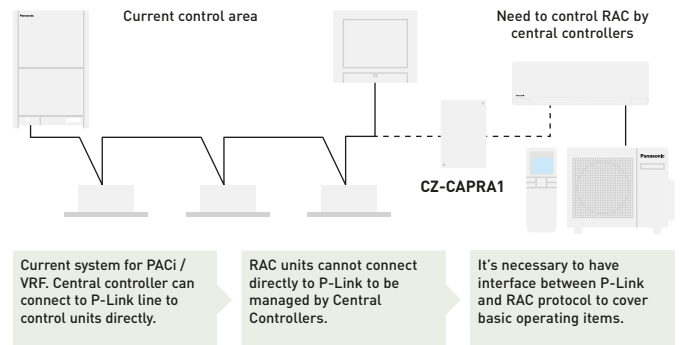 Current control area
Need to control RAC by
central controllers
Panasonic
Panasonic
CZ-CAPRA1
Current system for PACi /
VRF. Central controller can
connect to P-Link line to
control units directly.
RAC units cannot connect
directly to P-Link to be
managed by Central
Controllers.
It's necessary to have
interface between P-Link
and RAC protocol to cover
basic operating items.